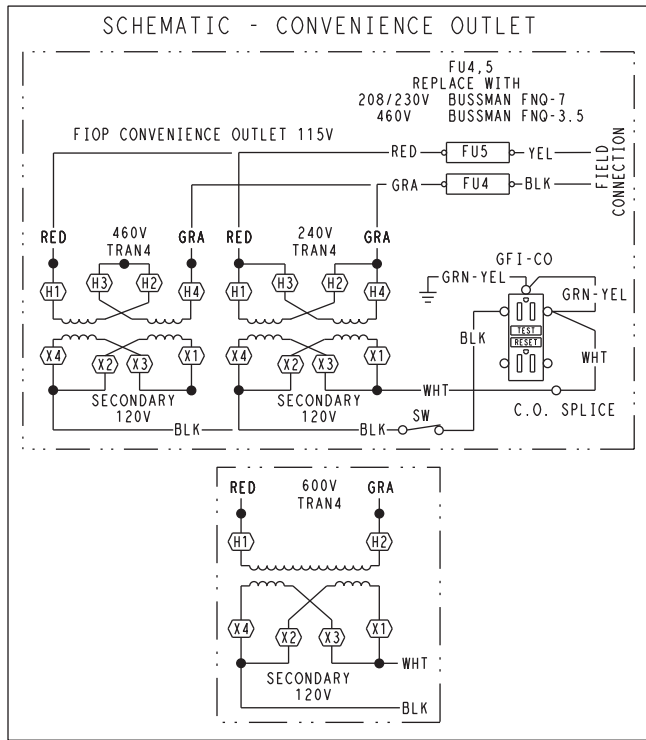 SCHEMATIC - CONVENIENCE OUTLET
FU4,5
REPLACE WITH
208/230V BUSSMAN FNQ-7
460V BUSSMAN FNQ-3.5
FIOP CONVENIENCE OUTLET 115V
RED FU5 YEL
GRA FU4 BLK
FIELD CONNECTION
RED 460V TRAN4 GRA
RED 240V TRAN4 GRA
H1 H3 H2 H4
H1 H3 H2 H4
X4 X2 X3 X1
X4 X2 X3 X1
SECONDARY 120V
SECONDARY 120V
BLK
BLK
SW
WHT
GFI-CO
GRN-YEL
GRN-YEL
BLK
TEST
RESET
WHT
C.O. SPLICE
RED 600V TRAN4 GRA
H1 H2
X4 X2 X3 X1
WHT
SECONDARY 120V
BLK